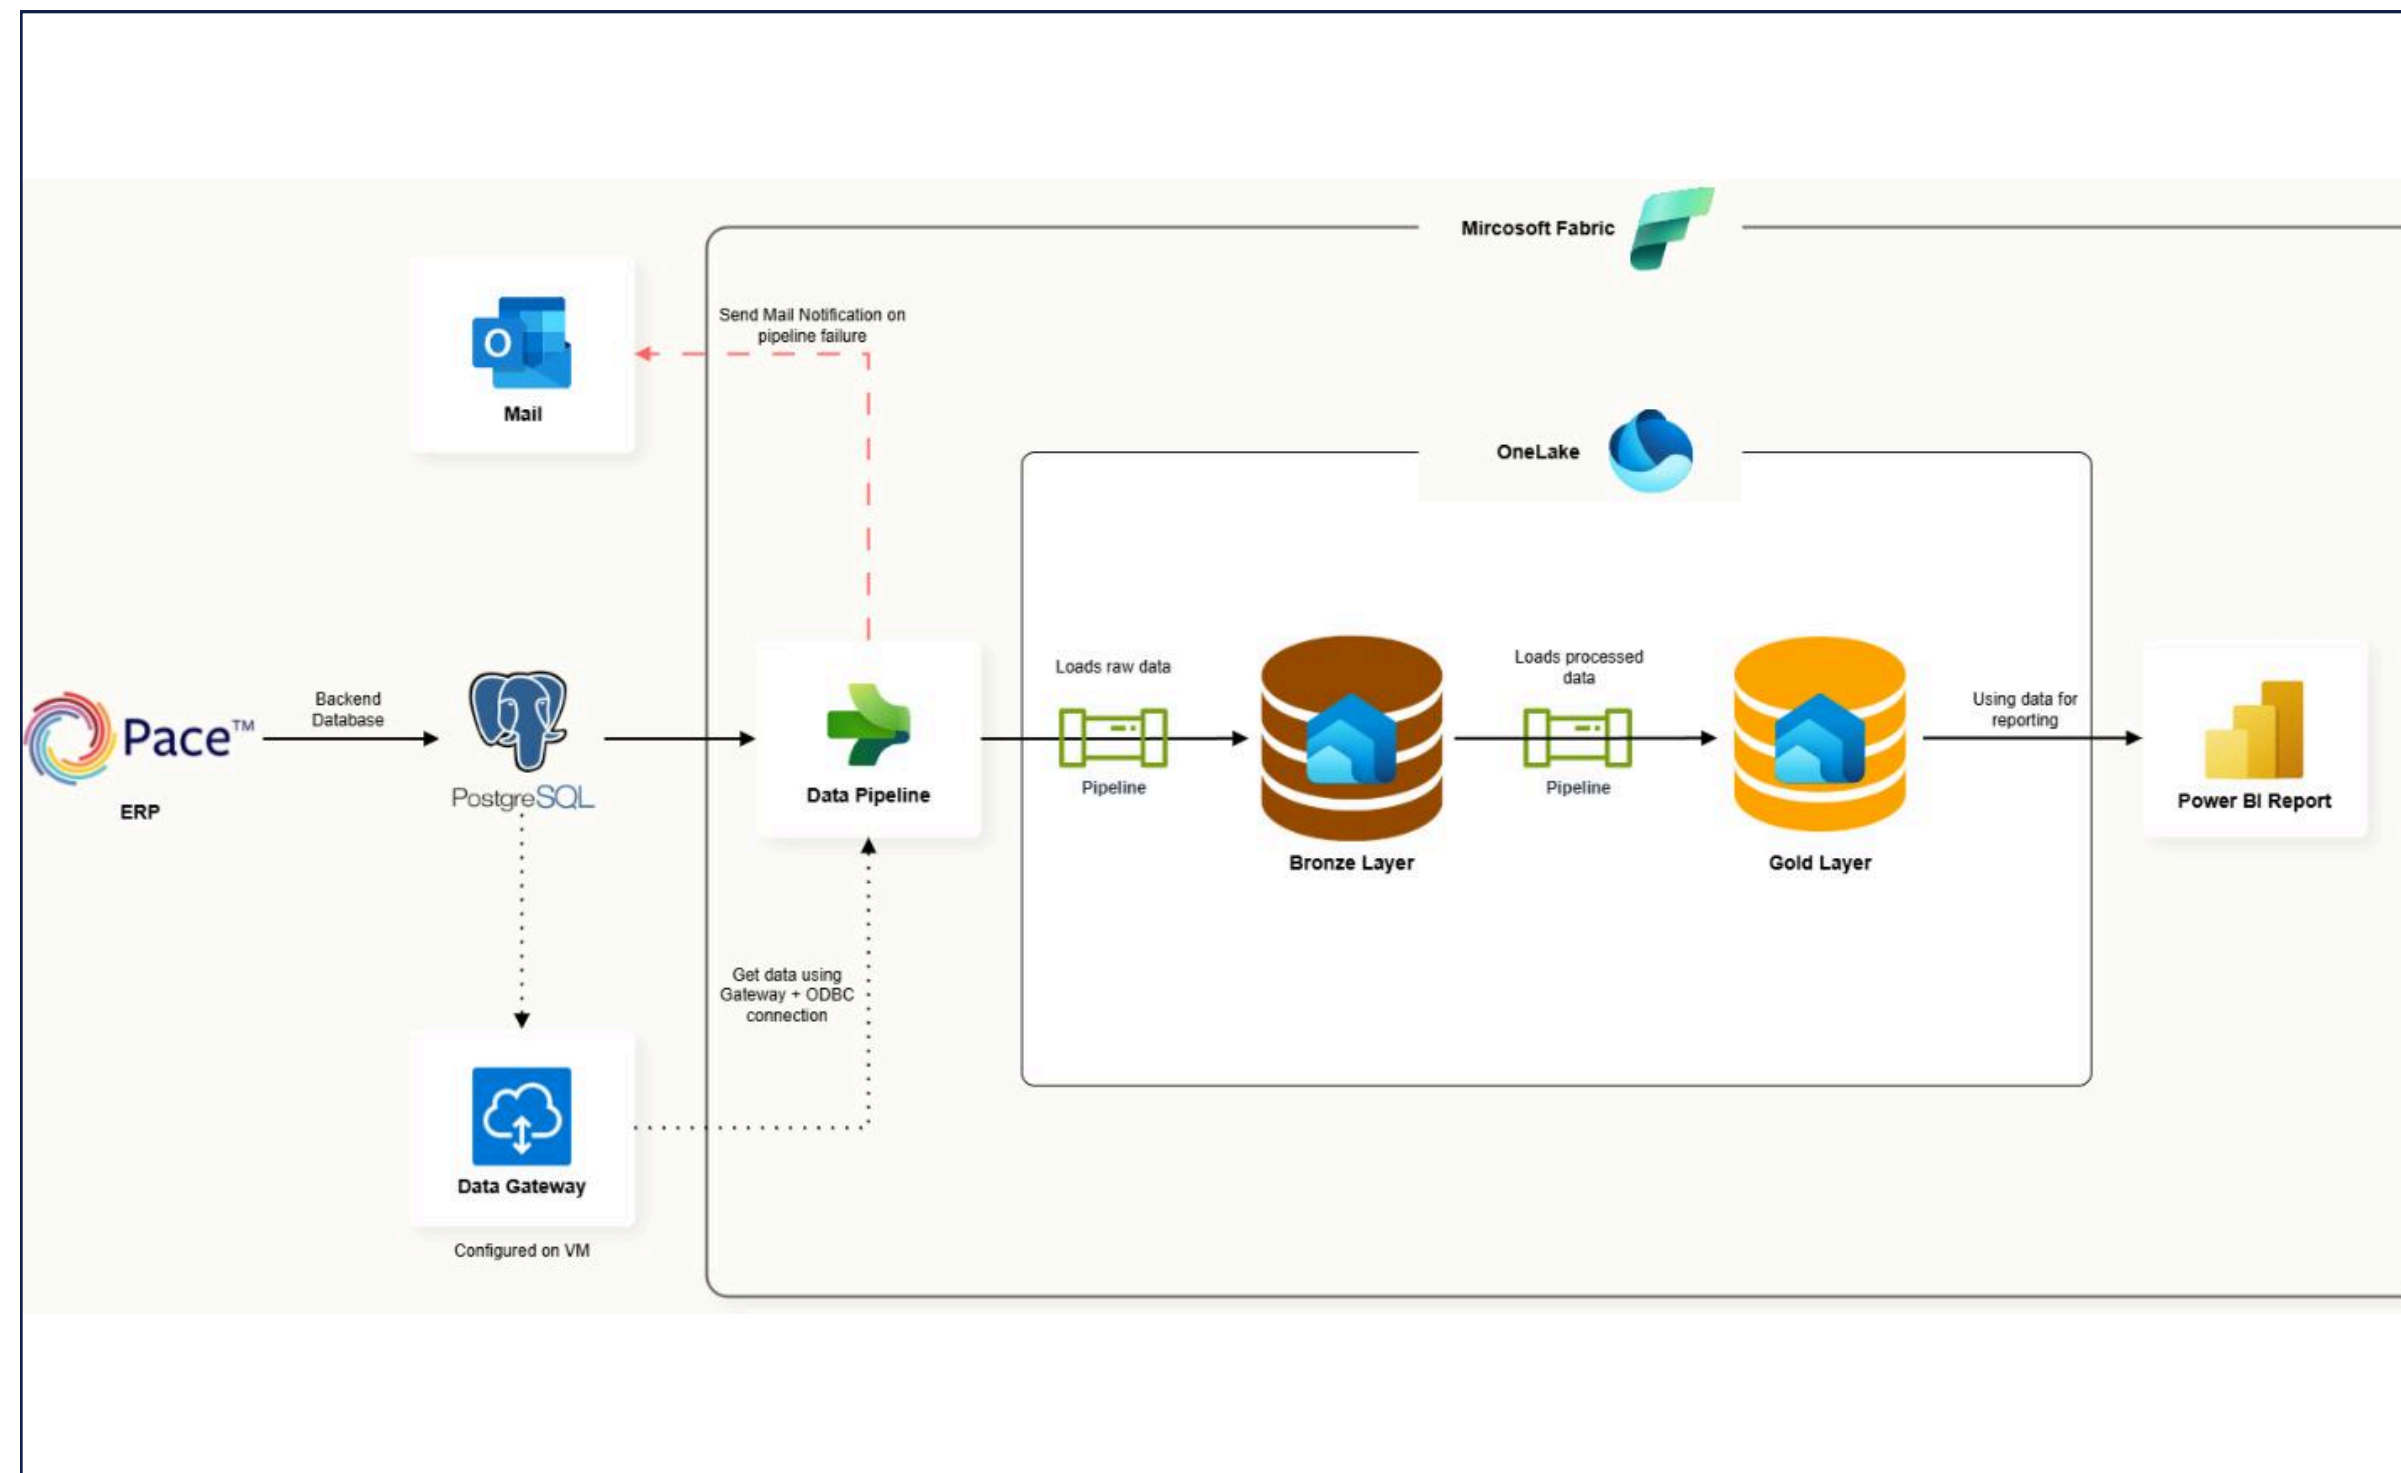 Mircosoft Fabric
Send Mail Notification on
pipeline failure
O
Mail
OneLake
Pace™
ERP
Backend
Database
PostgreSQL
Data Pipeline
Loads raw data
Pipeline
Bronze Layer
Loads processed
data
Pipeline
Gold Layer
Using data for
reporting
Power BI Report
Get data using
Gateway + ODBC
connection
Data Gateway
Configured on VM